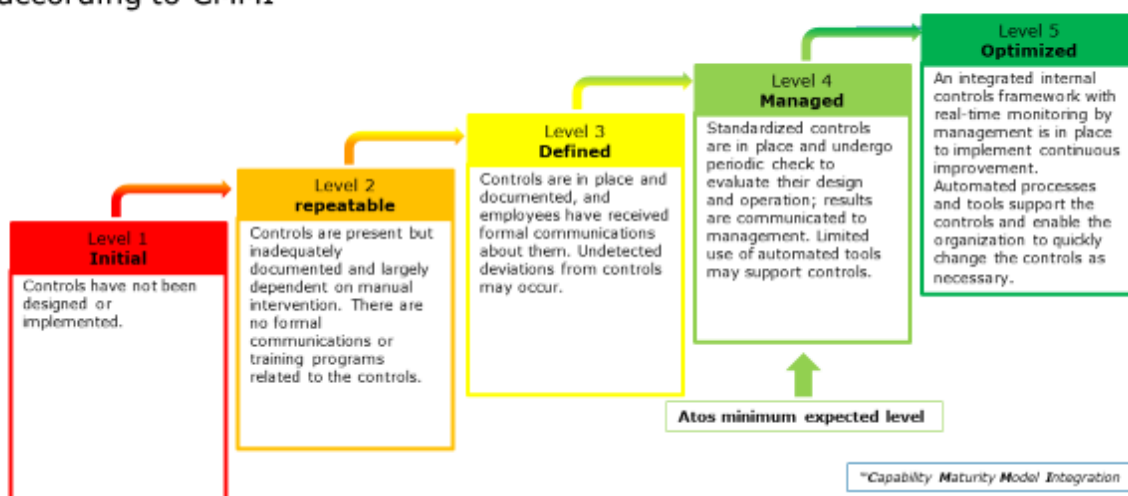 according to CMMI
Level 1
Initial
Controls have not been
designed or
implemented.
Level 2
repeatable
Controls are present but
inadequately
documented and largely
dependent on manual
intervention. There are
no formal
communications or
training programs
related to the controls.
Level 3
Defined
Controls are in place and
documented, and
employees have received
formal communications
about them. Undetected
deviations from controls
may occur.
Level 4
Managed
Standardized controls
are in place and undergo
periodic check to
evaluate their design
and operation; results
are communicated to
management. Limited
use of automated tools
may support controls.
Level 5
Optimized
An integrated internal
controls framework with
real-time monitoring by
management is in place
to implement continuous
improvement.
Automated processes
and tools support the
controls and enable the
organization to quickly
change the controls as
necessary.
Atos minimum expected level
"Capability Maturity Model Integration